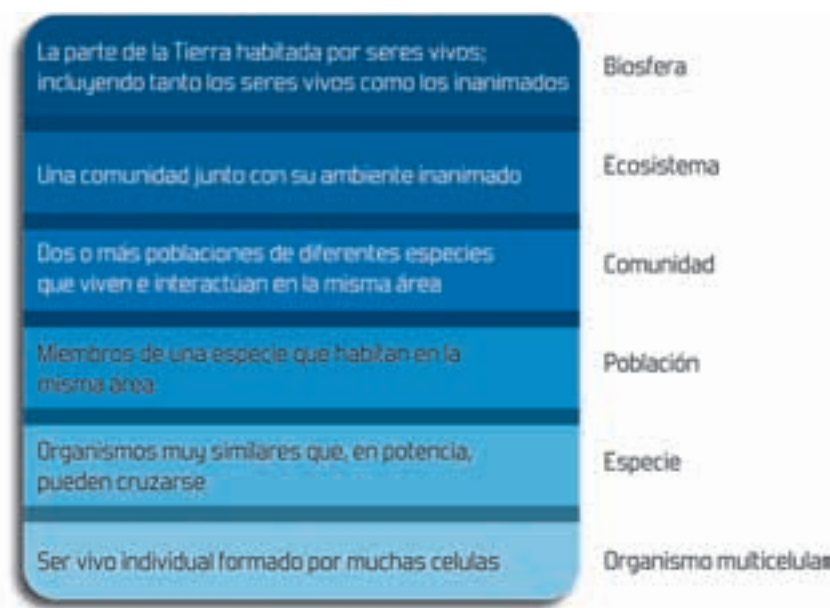 La parte de la Tierra habitada por seres vivos;
incluyendo tanto los seres vivos como los inanimados
Biosfera
Una comunidad junto con su ambiente inanimado
Ecosistema
Dos o más poblaciones de diferentes especies
que viven e interactúan en la misma área
Comunidad
Miembros de una especie que habitan en la
misma área
Población
Organismos muy similares que, en potencia,
pueden cruzarse
Especie
Ser vivo individual formado por muchas celulas
Organismo multicelular